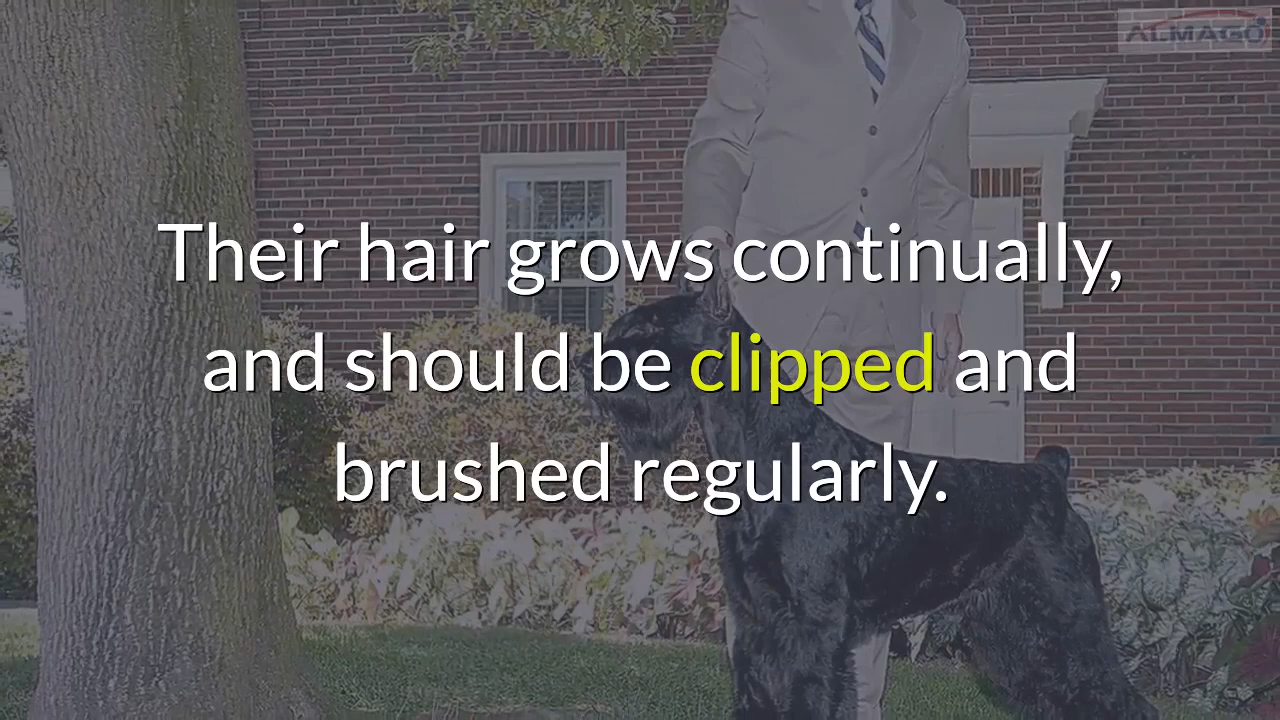 ALMAGO
Their hair grows continually,
and should be clipped and
brushed regularly.